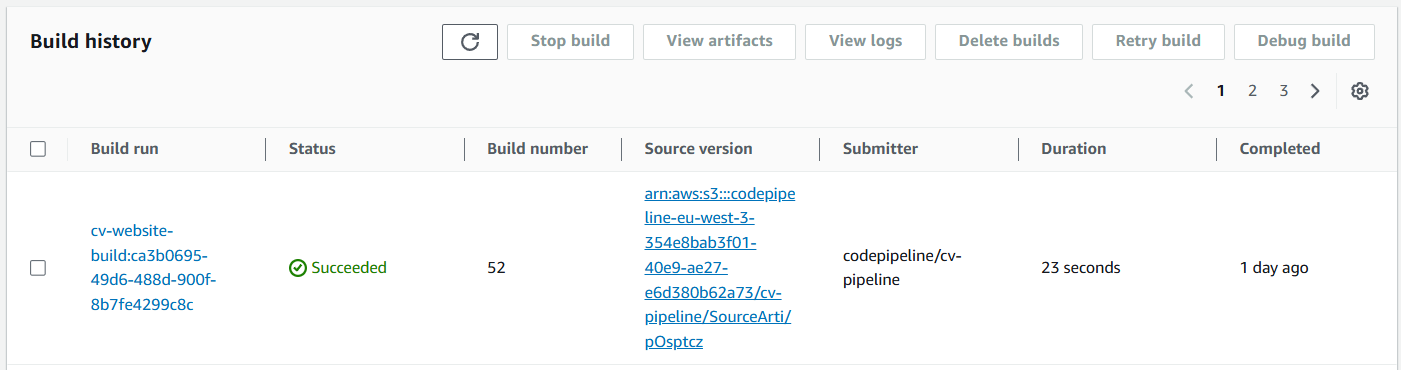 Build history
Stop build
View artifacts
View logs
Delete builds
Retry build
Debug build
1 2 3
Build run
Status
Build number
Source version
Submitter
Duration
Completed
cv-website-
build:ca3b0695-
49d6-488d-900f-
8b7fe4299c8c
Succeeded
52
arn:aws:s3:::codepipe
line-eu-west-3-
354e8bab3f01-
40e9-ae27-
e6d380b62a73/cv-
pipeline/SourceArti/
pOsptcz
codepipeline/cv-
pipeline
23 seconds
1 day ago